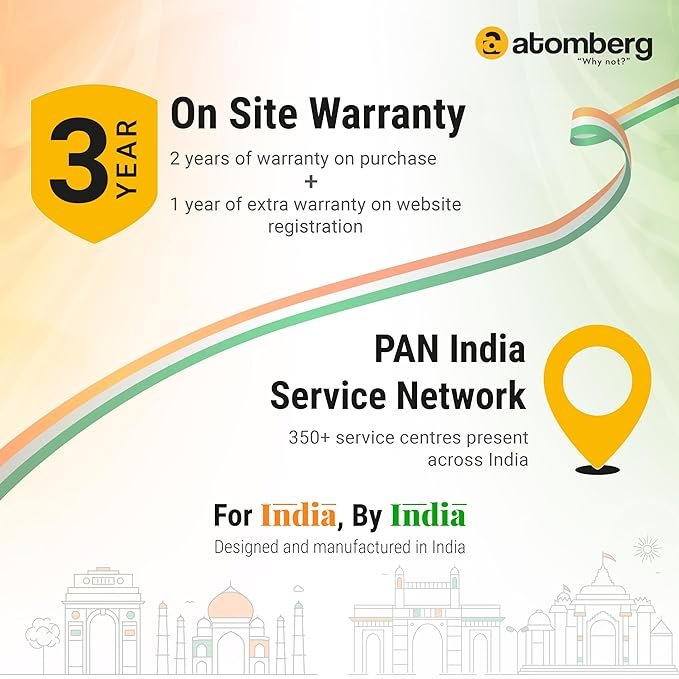 atomberg
"Why not?"
3 YEAR
On Site Warranty
2 years of warranty on purchase
+
1 year of extra warranty on website
registration
PAN India
Service Network
350+ service centres present
across India
For India, By India
Designed and manufactured in India